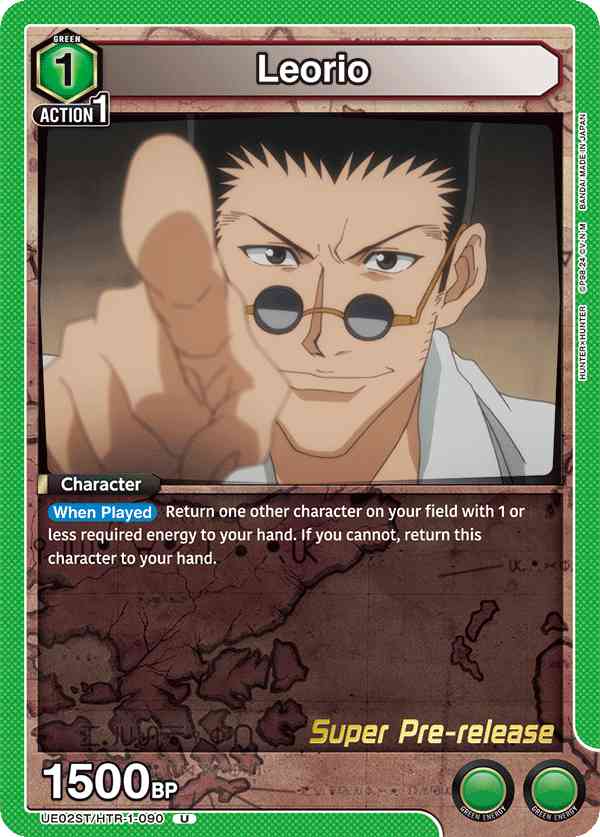 GREEN
1
Leorio
ACTION 1
HUNTER×HUNTER ©P98-24 ©V･N･M BANDAI MADE IN JAPAN
Character
When Played Return one other character on your field with 1 or
less required energy to your hand. If you cannot, return this
character to your hand.
Super Pre-release
1500 BP
GREEN ENERGY
GREEN ENERGY
UE02ST/HTR-1-090 U